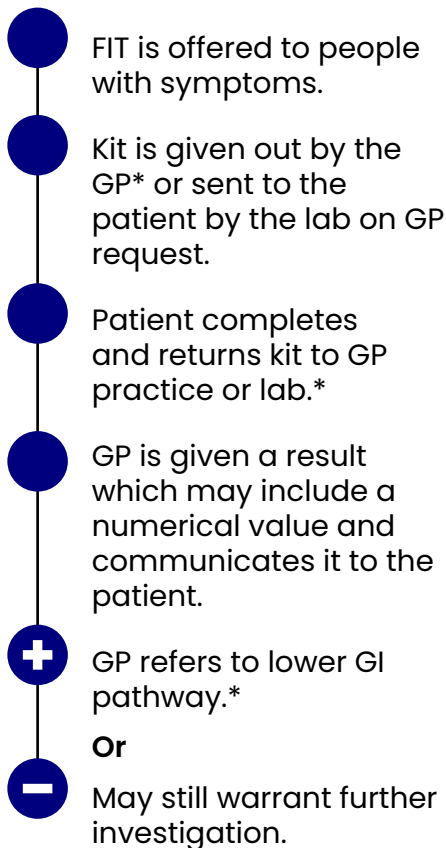 FIT is offered to people
with symptoms.
Kit is given out by the
GP* or sent to the
patient by the lab on GP
request.
Patient completes
and returns kit to GP
practice or lab.*
GP is given a result
which may include a
numerical value and
communicates it to the
patient.
GP refers to lower GI
pathway.*
Or
May still warrant further
investigation.